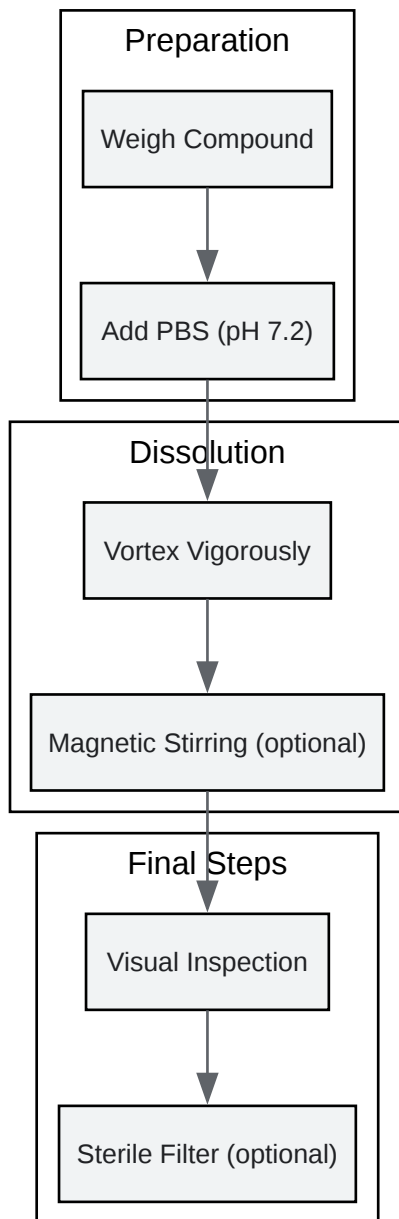 Preparation
Weigh Compound
Add PBS (pH 7.2)
Dissolution
Vortex Vigorously
Magnetic Stirring (optional)
Final Steps
Visual Inspection
Sterile Filter (optional)